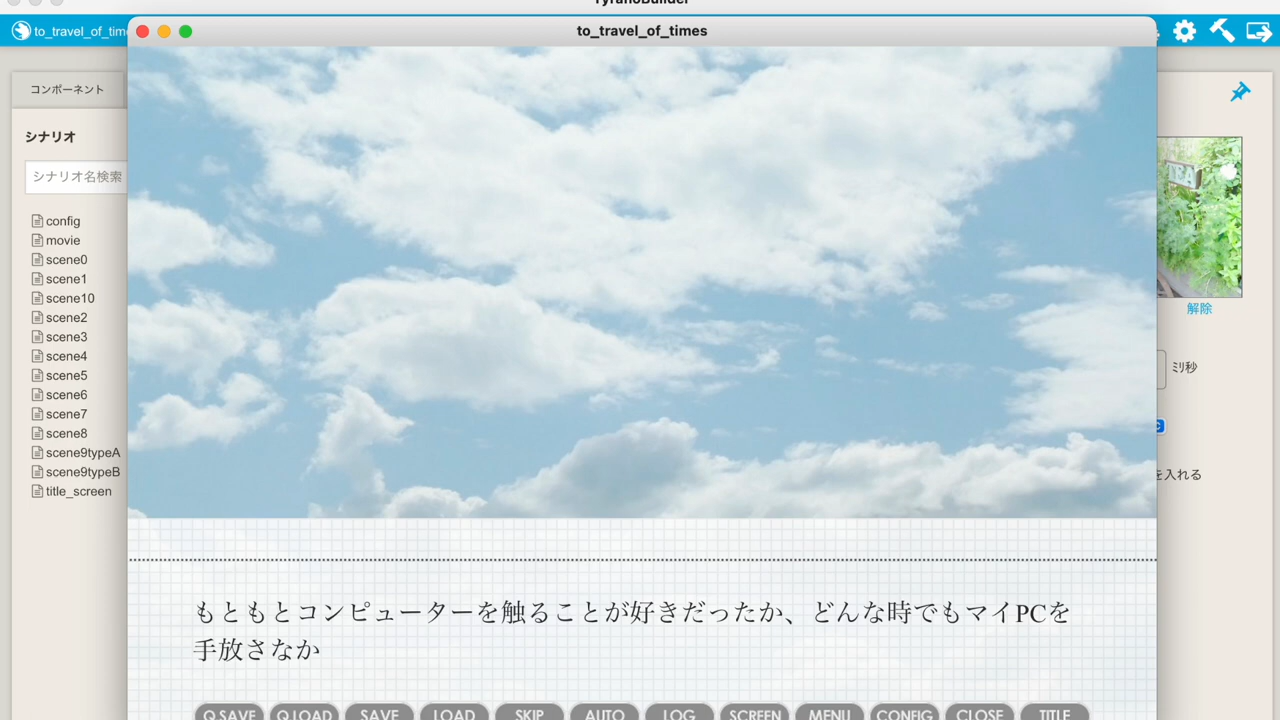 TyranoBuilder
to_travel_of_times
to_travel_of_tim
コンポーネント
シナリオ
シナリオ名検索
config
movie
scene0
scene1
scene10
scene2
scene3
scene4
scene5
scene6
scene7
scene8
scene9typeA
scene9typeB
title_screen
解除
ミリ秒
を入れる
もともとコンピューターを触ることが好きだったか、どんな時でもマイPCを
手放さなか
Q.SAVE Q.LOAD SAVE LOAD SKIP AUTO LOG SCREEN MENU CONFIG CLOSE TITLE